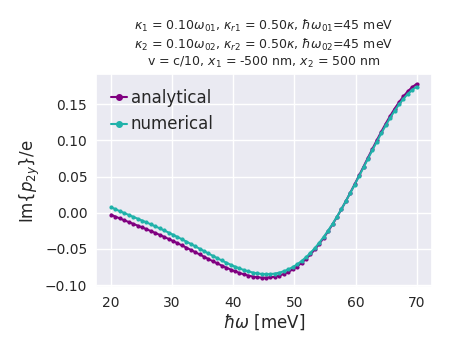 κ₁ = 0.10ω₀₁, κᵣ₁ = 0.50κ, ħω₀₁=45 meV
κ₂ = 0.10ω₀₂, κᵣ₂ = 0.50κ, ħω₀₂=45 meV
v = c/10, x₁ = -500 nm, x₂ = 500 nm
analytical
numerical
Im{p₂ᵧ}/e
0.15
0.10
0.05
0.00
−0.05
−0.10
20 30 40 50 60 70
ħω [meV]